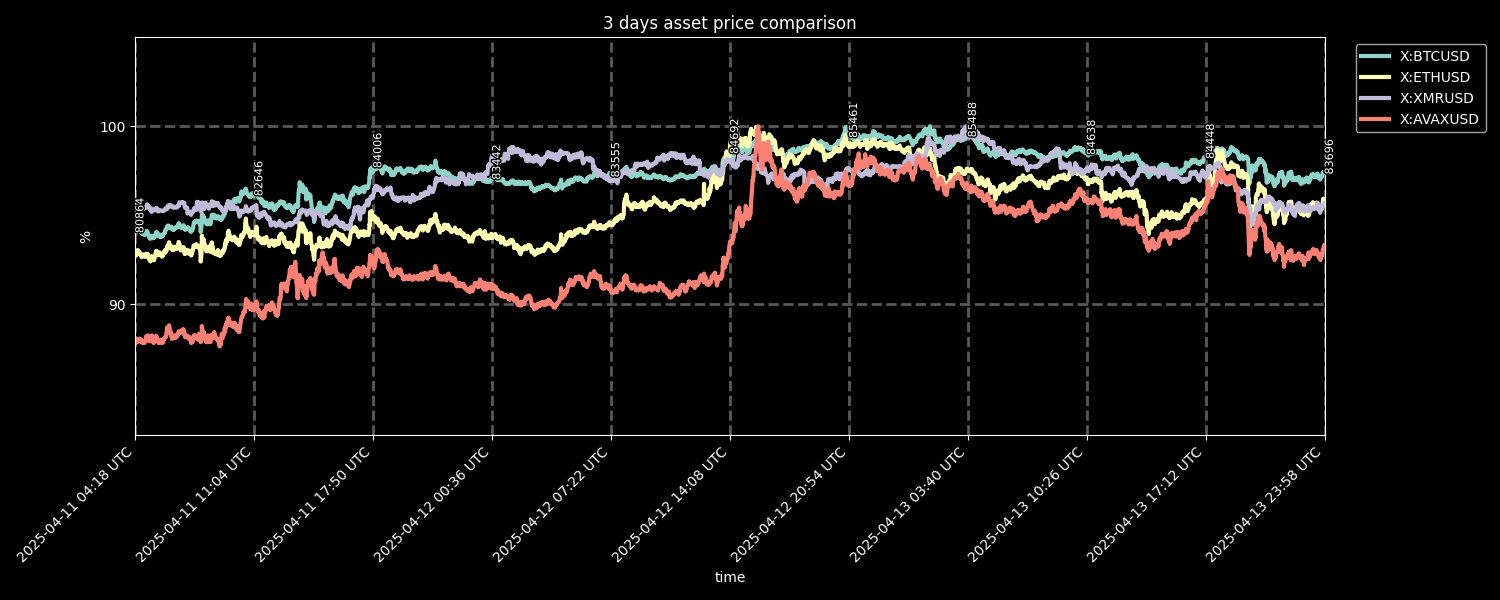 3 days asset price comparison
X:BTCUSD
X:ETHUSD
X:XMRUSD
X:AVAXUSD
%
100
90
80864
82646
84006
83442
83555
84692
85461
85488
84638
84448
83696
2025-04-11 04:18 UTC
2025-04-11 11:04 UTC
2025-04-11 17:50 UTC
2025-04-12 00:36 UTC
2025-04-12 07:22 UTC
2025-04-12 14:08 UTC
2025-04-12 20:54 UTC
2025-04-13 03:40 UTC
2025-04-13 10:26 UTC
2025-04-13 17:12 UTC
2025-04-13 23:58 UTC
time